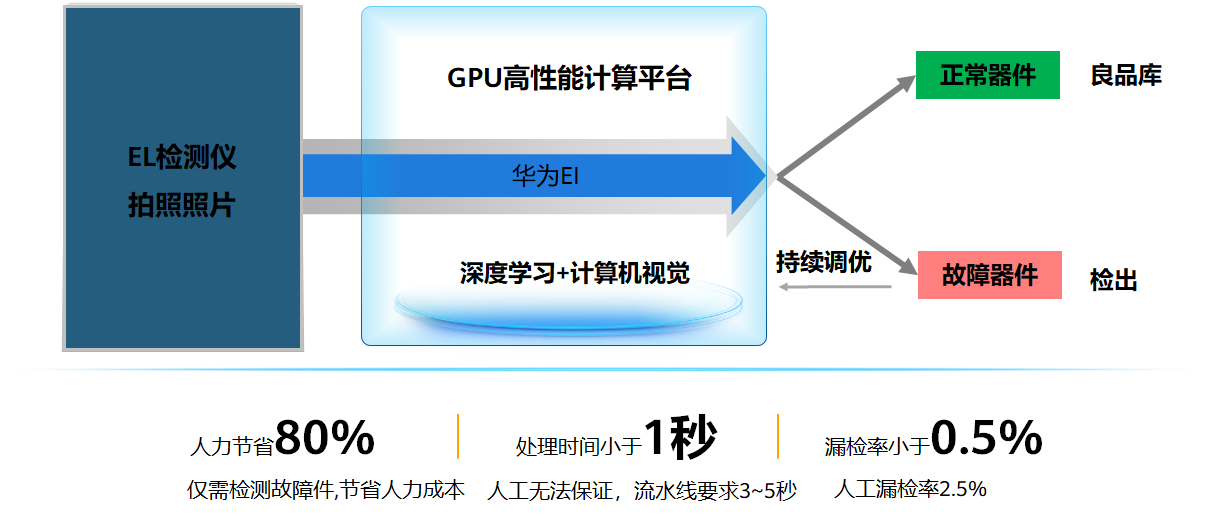 EL检测仪
拍照照片
GPU高性能计算平台
华为EI
深度学习+计算机视觉
正常器件
良品库
持续调优
故障器件
检出
人力节省80%
仅需检测故障件,节省人力成本
处理时间小于1秒
人工无法保证，流水线要求3~5秒
漏检率小于0.5%
人工漏检率2.5%